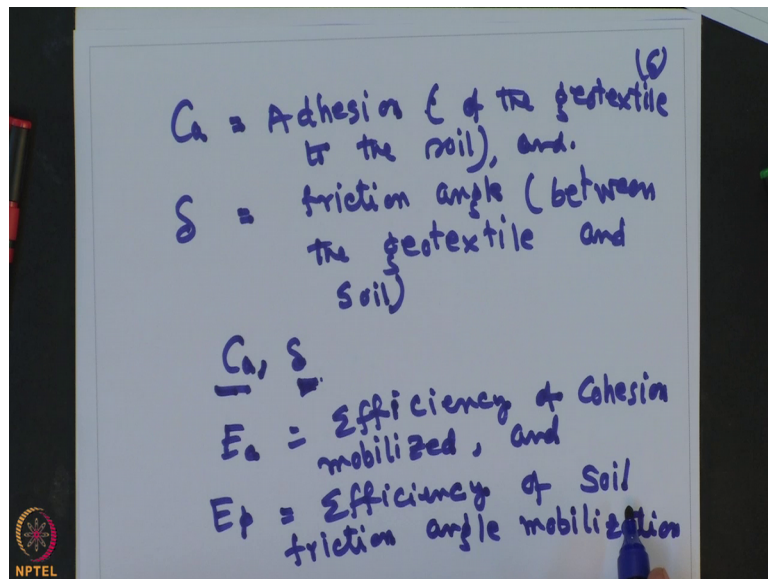 (6)
Ca = Adhesion ( of the geotextile
to the soil), and.
δ = friction angle (between
the geotextile and
soil)
Ca, δ
Ea = Efficiency of Cohesion
mobilized, and
Eφ = Efficiency of Soil
friction angle mobilization
NPTEL